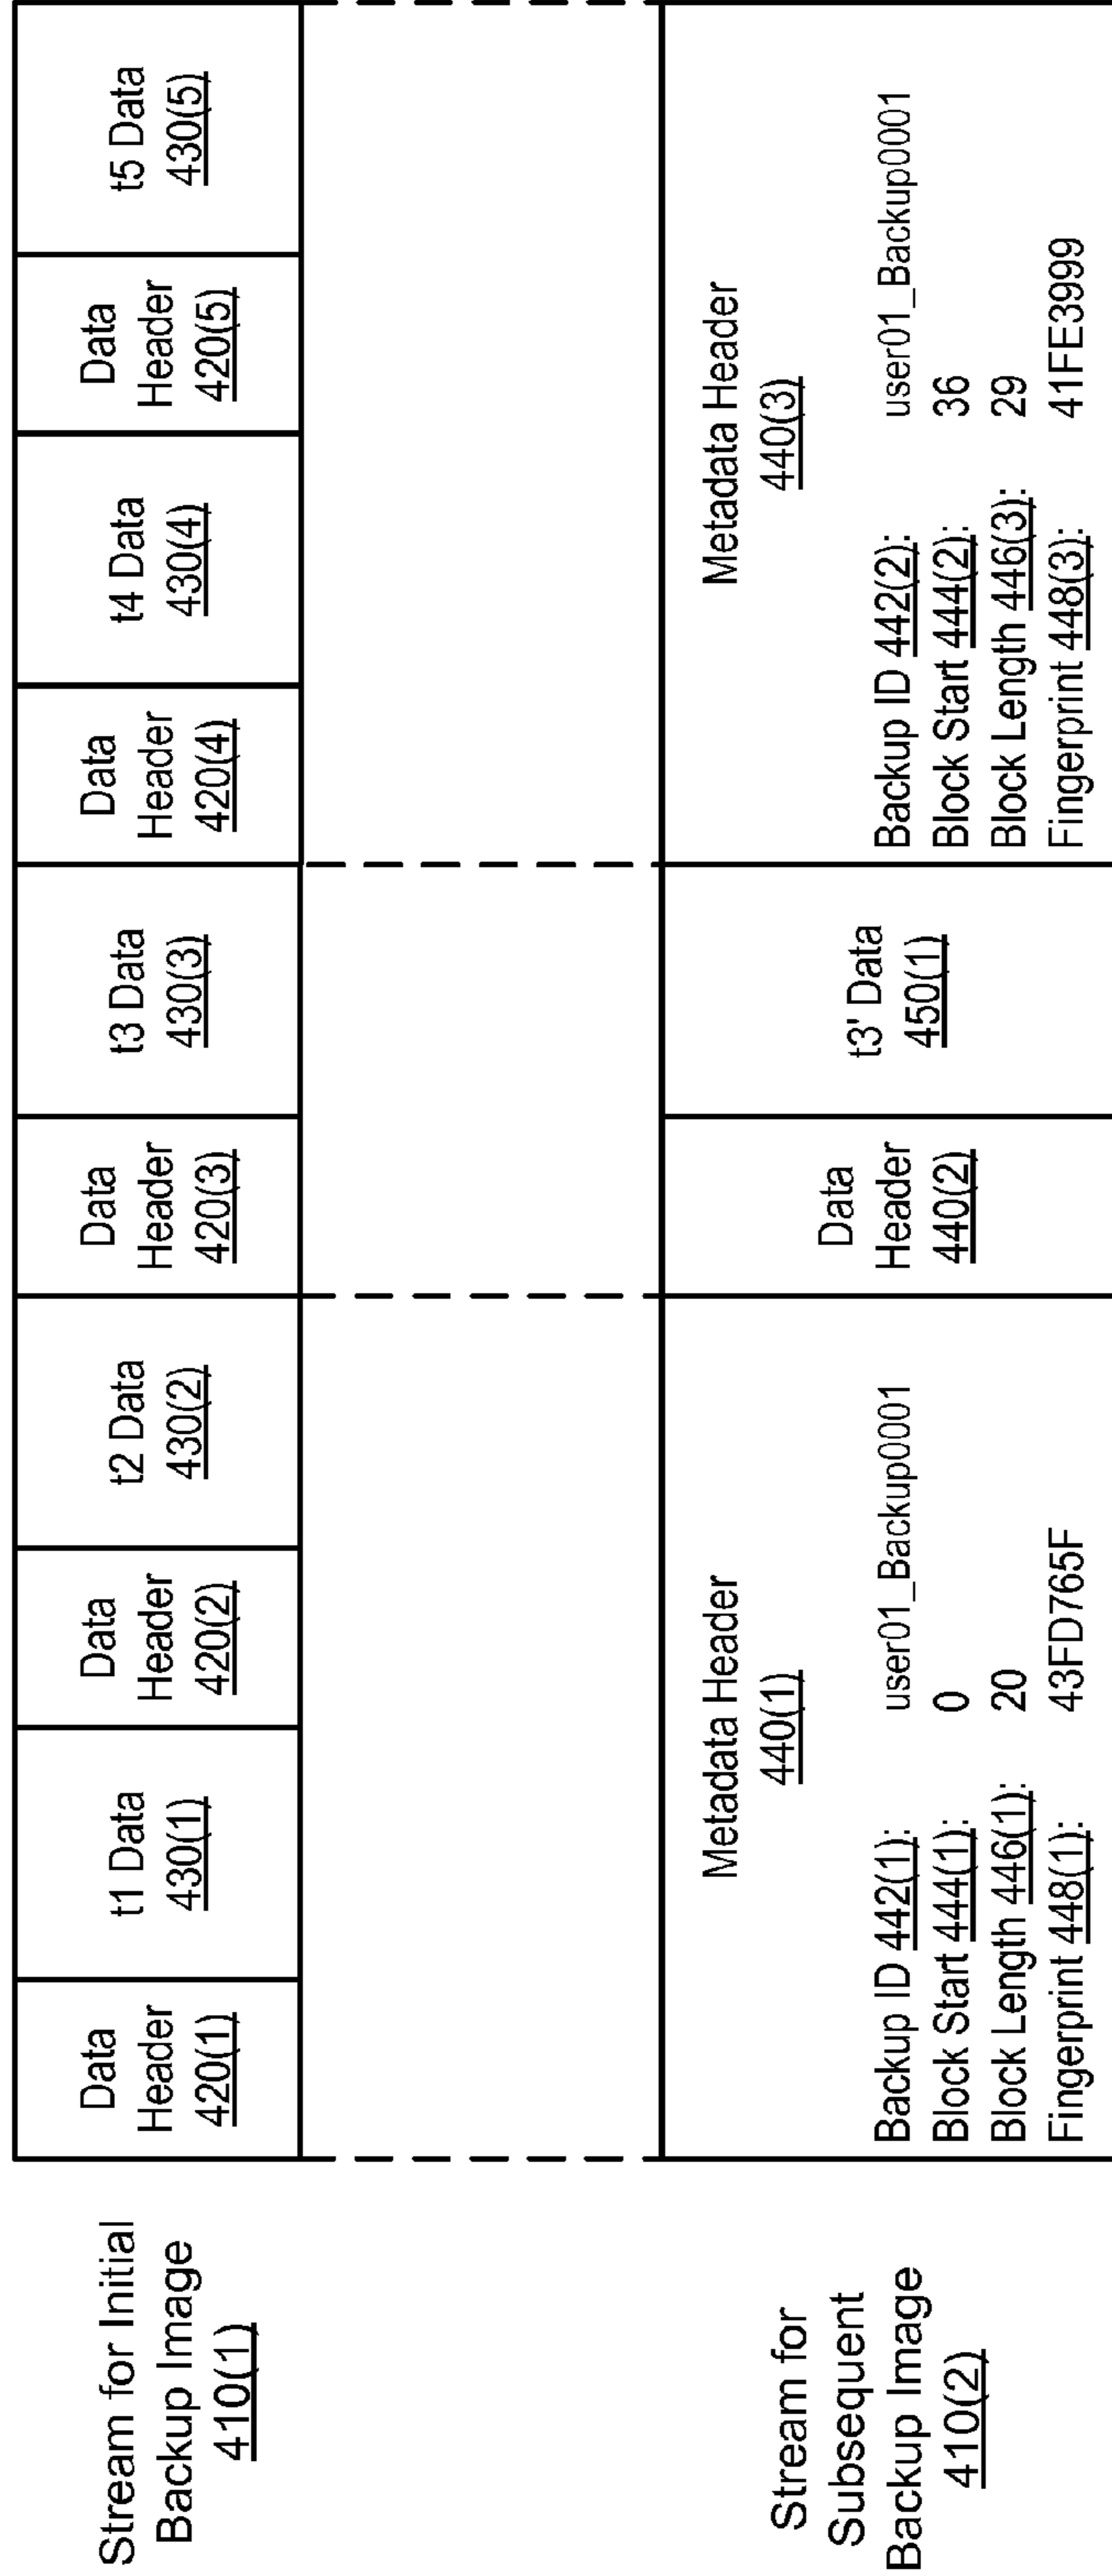 Stream for Initial
Backup Image
410(1)
Data
Header
420(1)
t1 Data
430(1)
Data
Header
420(2)
t2 Data
430(2)
Data
Header
420(3)
t3 Data
430(3)
Data
Header
420(4)
t4 Data
430(4)
Data
Header
420(5)
t5 Data
430(5)
Stream for
Subsequent
Backup Image
410(2)
Metadata Header
440(1)
Backup ID 442(1): user01_Backup0001
Block Start 444(1): 0
Block Length 446(1): 20
Fingerprint 448(1): 43FD765F
Data
Header
440(2)
t3' Data
450(1)
Metadata Header
440(3)
Backup ID 442(2): user01_Backup0001
Block Start 444(2): 36
Block Length 446(3): 29
Fingerprint 448(3): 41FE3999